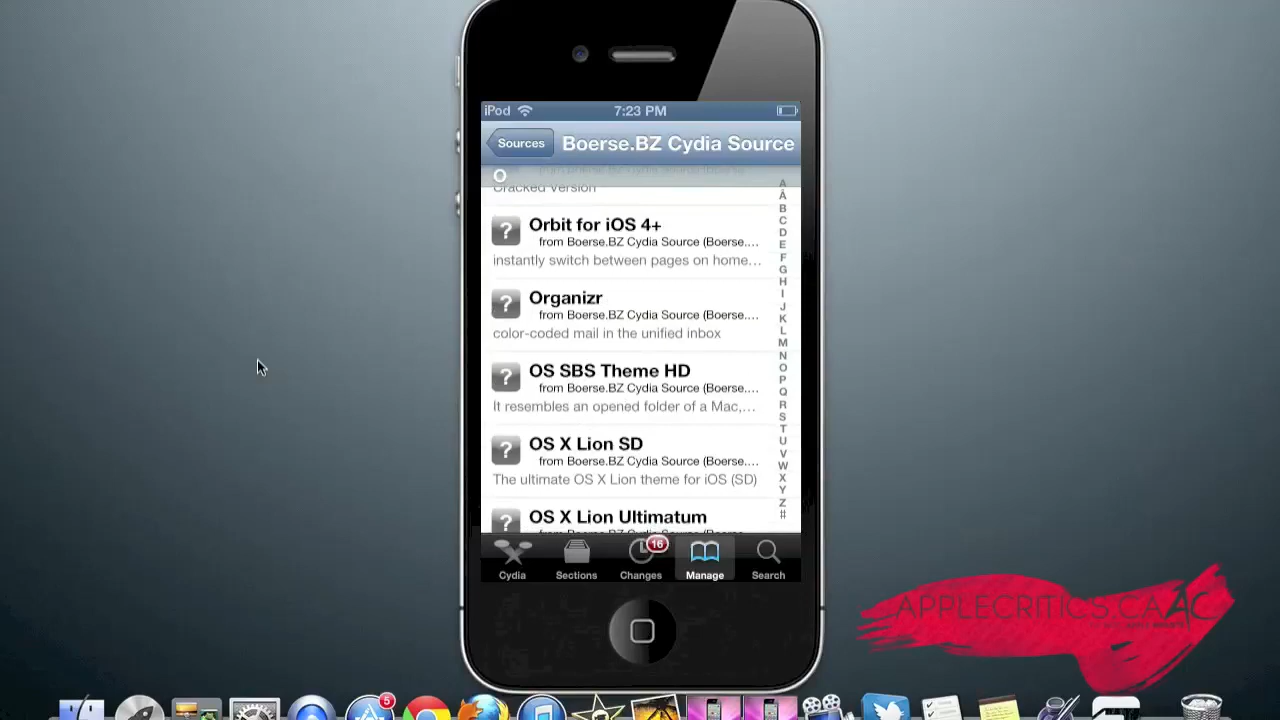 iPod
7:23 PM
Sources
Boerse.BZ Cydia Source
O
Cracked Version
Orbit for iOS 4+
from Boerse.BZ Cydia Source (Boerse....
instantly switch between pages on home...
Organizr
from Boerse.BZ Cydia Source (Boerse....
color-coded mail in the unified inbox
OS SBS Theme HD
from Boerse.BZ Cydia Source (Boerse....
It resembles an opened folder of a Mac,...
OS X Lion SD
from Boerse.BZ Cydia Source (Boerse....
The ultimate OS X Lion theme for iOS (SD)
OS X Lion Ultimatum
A
Å
B
C
D
E
F
G
H
I
J
K
L
M
N
O
P
Q
R
S
T
U
V
W
X
Y
Z
#
16
Cydia
Sections
Changes
Manage
Search
APPLECRITICS.CA AC
5